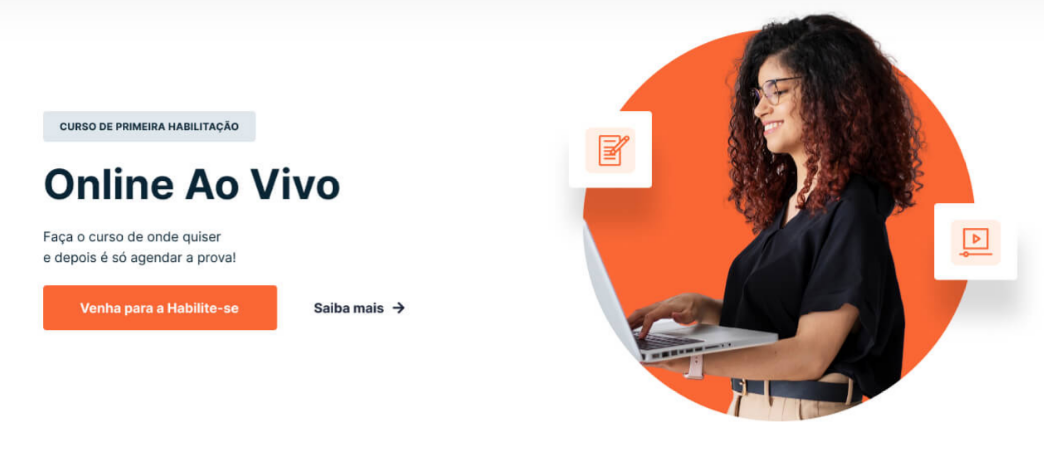 CURSO DE PRIMEIRA HABILITAÇÃO
Online Ao Vivo
Faça o curso de onde quiser
e depois é só agendar a prova!
Venha para a Habilite-se
Saiba mais →